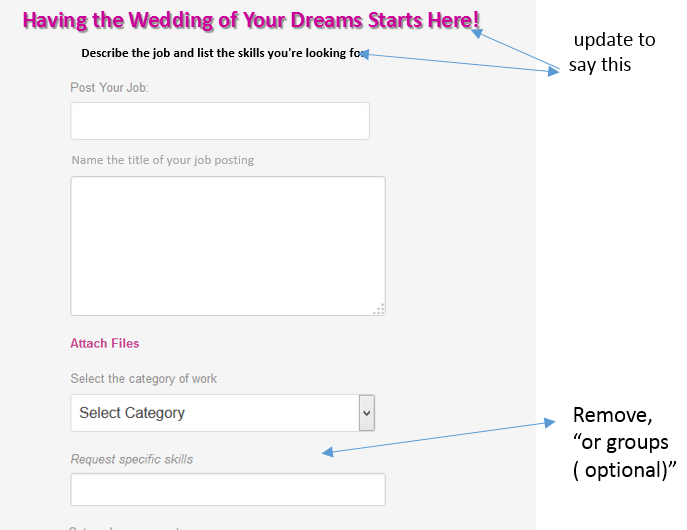 Having the Wedding of Your Dreams Starts Here!
Describe the job and list the skills you're looking for
update to
say this
Post Your Job:
Name the title of your job posting
Attach Files
Select the category of work
Select Category
Request specific skills
Remove,
“or groups
( optional)”